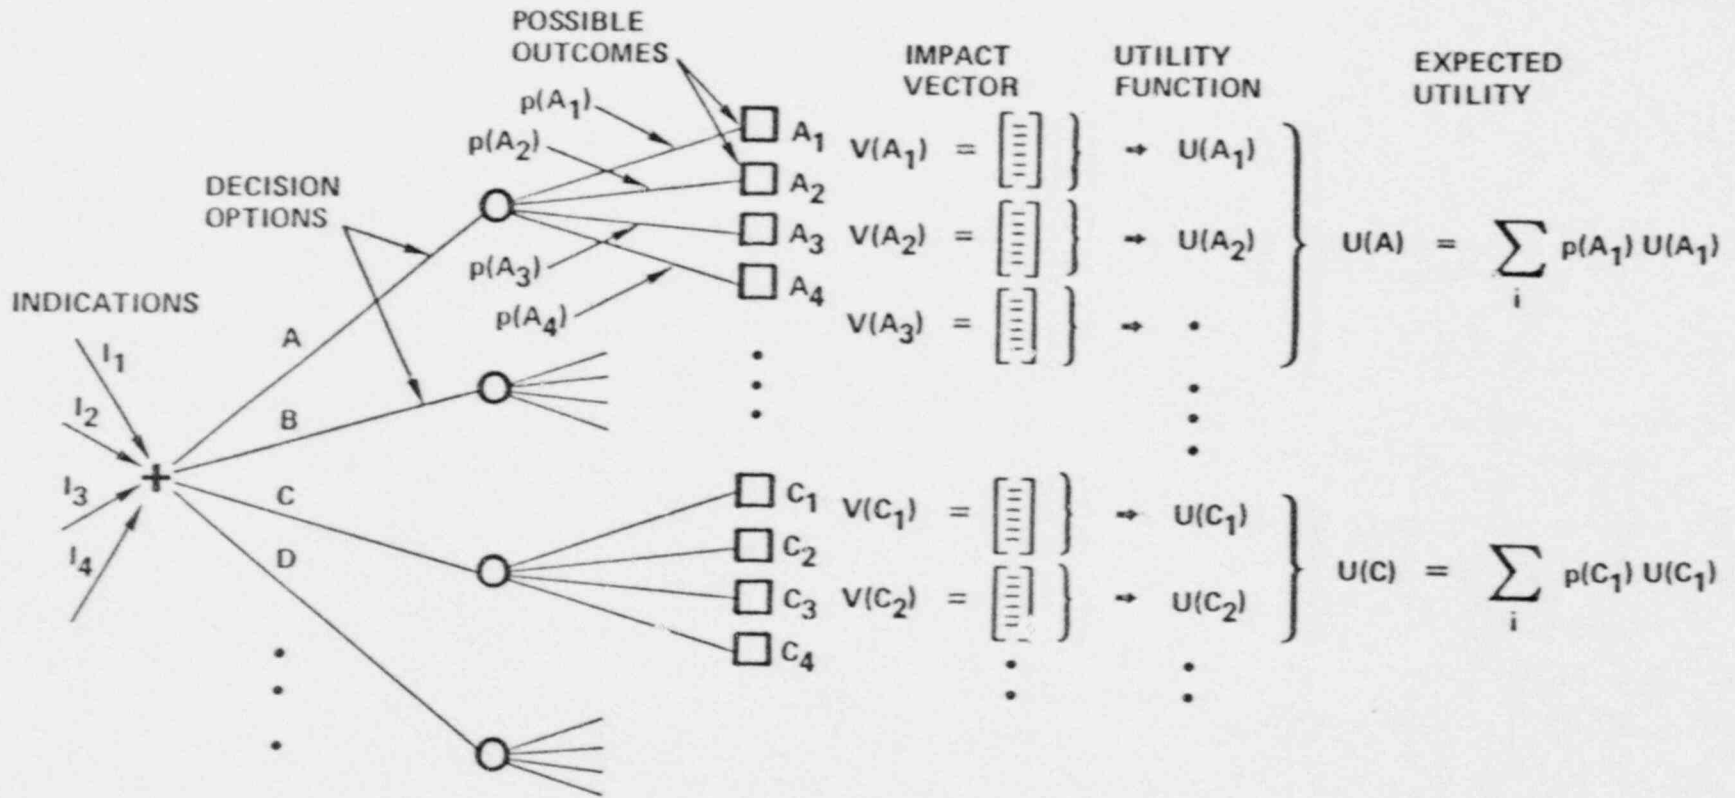 POSSIBLE
OUTCOMES
IMPACT
VECTOR
UTILITY
FUNCTION
EXPECTED
UTILITY
DECISION
OPTIONS
INDICATIONS
p(A₁)
p(A₂)
p(A₃)
p(A₄)
A₁
A₂
A₃
A₄
V(A₁) = ⇒ U(A₁)
V(A₂) = ⇒ U(A₂)
V(A₃) = ⇒
U(A) = ∑ p(A₁) U(A₁)
i
I₁
I₂
I₃
I₄
A
B
C
D
C₁
C₂
C₃
C₄
V(C₁) = ⇒ U(C₁)
V(C₂) = ⇒ U(C₂)
U(C) = ∑ p(C₁) U(C₁)
i